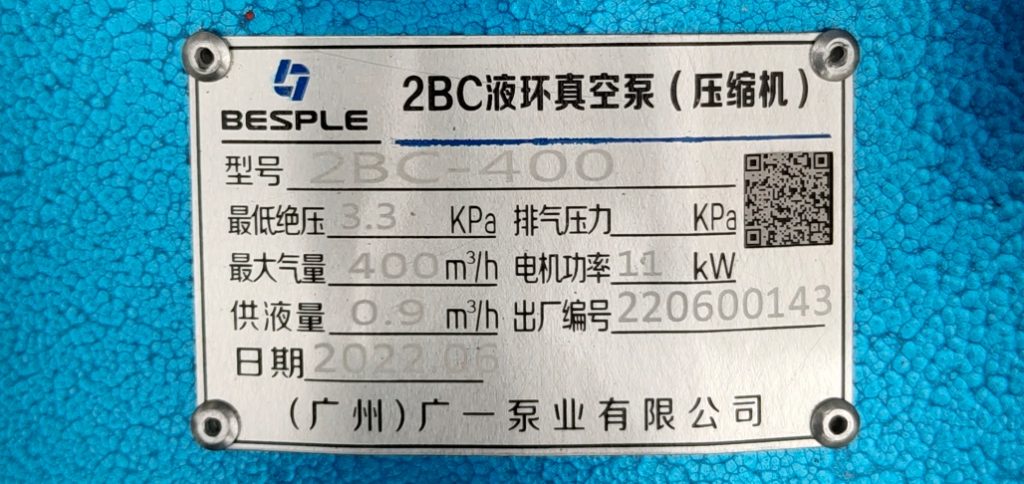 BESPLE
2BC液环真空泵（压缩机）
型号 2BC-400
最低绝压 3.3 KPa 排气压力 KPa
最大气量 400 m³/h 电机功率 11 kW
供液量 0.9 m³/h 出厂编号 220600143
日期 2022.06
（广州）广一泵业有限公司